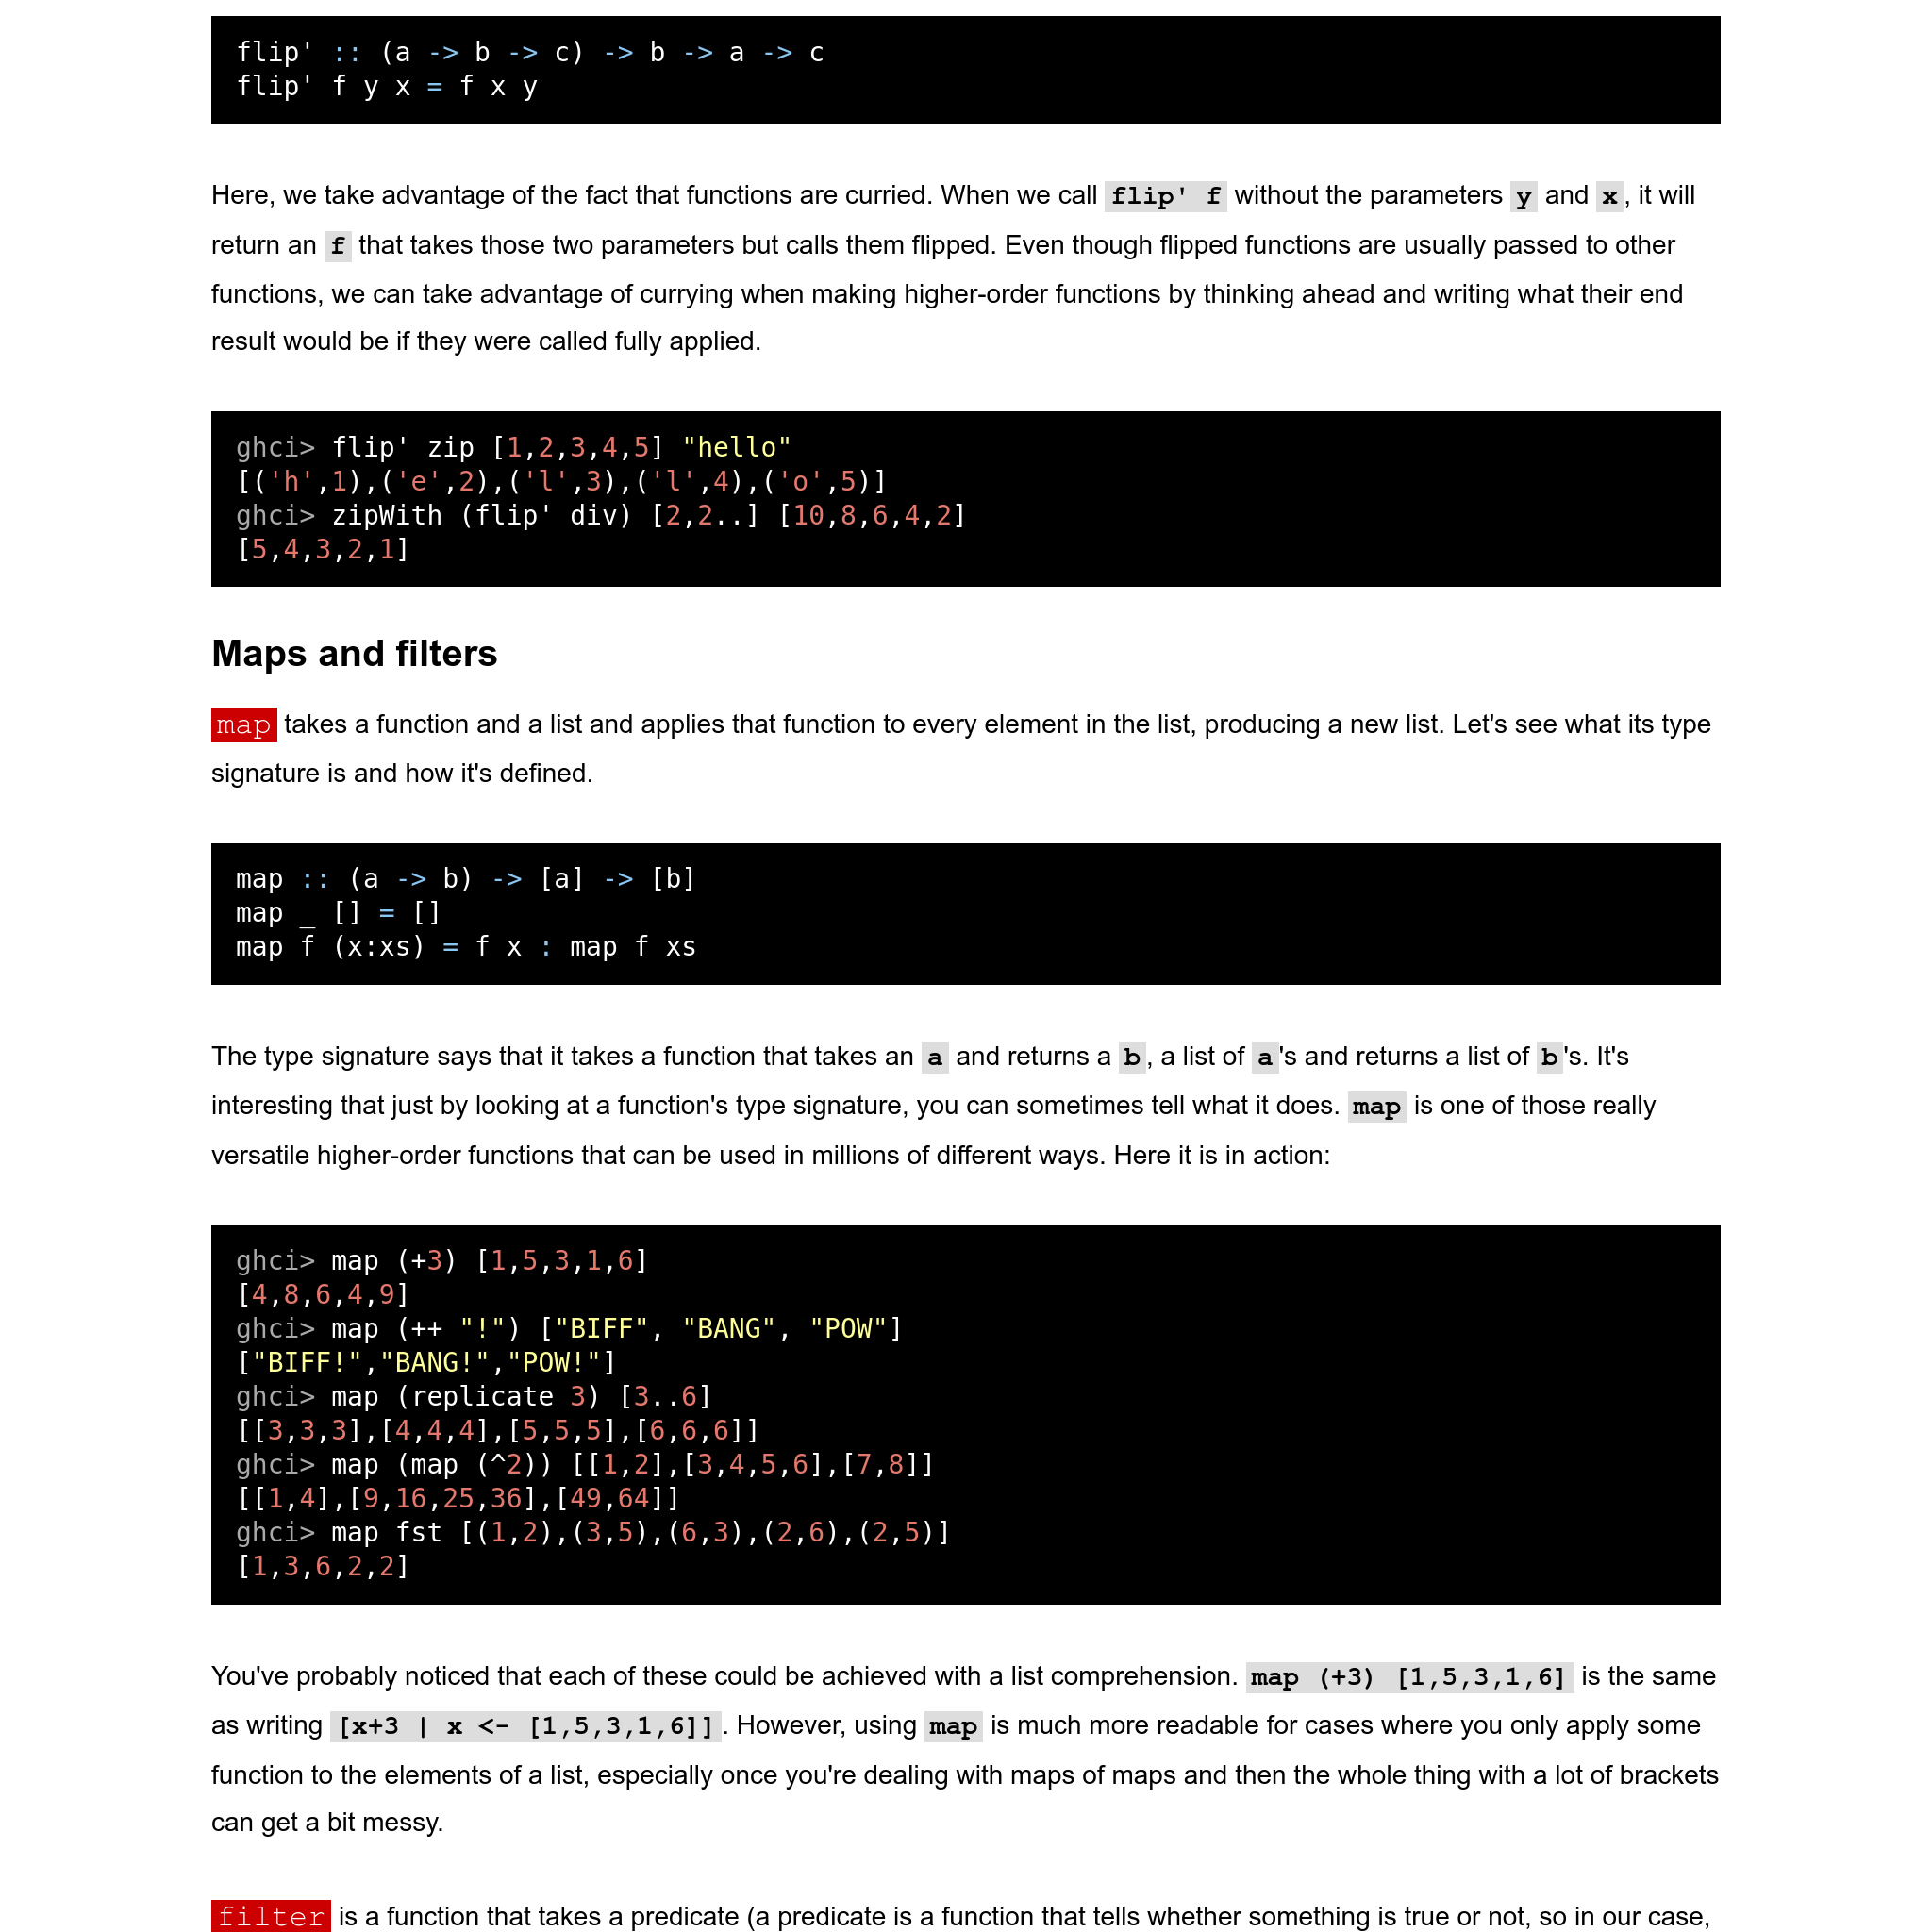 flip' :: (a -> b -> c) -> b -> a -> c
flip' f y x = f x y
Here, we take advantage of the fact that functions are curried. When we call flip' f without the parameters y and x, it will
return an f that takes those two parameters but calls them flipped. Even though flipped functions are usually passed to other
functions, we can take advantage of currying when making higher-order functions by thinking ahead and writing what their end
result would be if they were called fully applied.
ghci> flip' zip [1,2,3,4,5] "hello"
[('h',1),('e',2),('l',3),('l',4),('o',5)]
ghci> zipWith (flip' div) [2,2..] [10,8,6,4,2]
[5,4,3,2,1]
Maps and filters
map takes a function and a list and applies that function to every element in the list, producing a new list. Let's see what its type
signature is and how it's defined.
map :: (a -> b) -> [a] -> [b]
map _ [] = []
map f (x:xs) = f x : map f xs
The type signature says that it takes a function that takes an a and returns a b, a list of a's and returns a list of b's. It's
interesting that just by looking at a function's type signature, you can sometimes tell what it does. map is one of those really
versatile higher-order functions that can be used in millions of different ways. Here it is in action:
ghci> map (+3) [1,5,3,1,6]
[4,8,6,4,9]
ghci> map (++ "!") ["BIFF", "BANG", "POW"]
["BIFF!","BANG!","POW!"]
ghci> map (replicate 3) [3..6]
[[3,3,3],[4,4,4],[5,5,5],[6,6,6]]
ghci> map (map (^2)) [[1,2],[3,4,5,6],[7,8]]
[[1,4],[9,16,25,36],[49,64]]
ghci> map fst [(1,2),(3,5),(6,3),(2,6),(2,5)]
[1,3,6,2,2]
You've probably noticed that each of these could be achieved with a list comprehension. map (+3) [1,5,3,1,6] is the same
as writing [x+3 | x <- [1,5,3,1,6]]. However, using map is much more readable for cases where you only apply some
function to the elements of a list, especially once you're dealing with maps of maps and then the whole thing with a lot of brackets
can get a bit messy.
filter is a function that takes a predicate (a predicate is a function that tells whether something is true or not, so in our case,